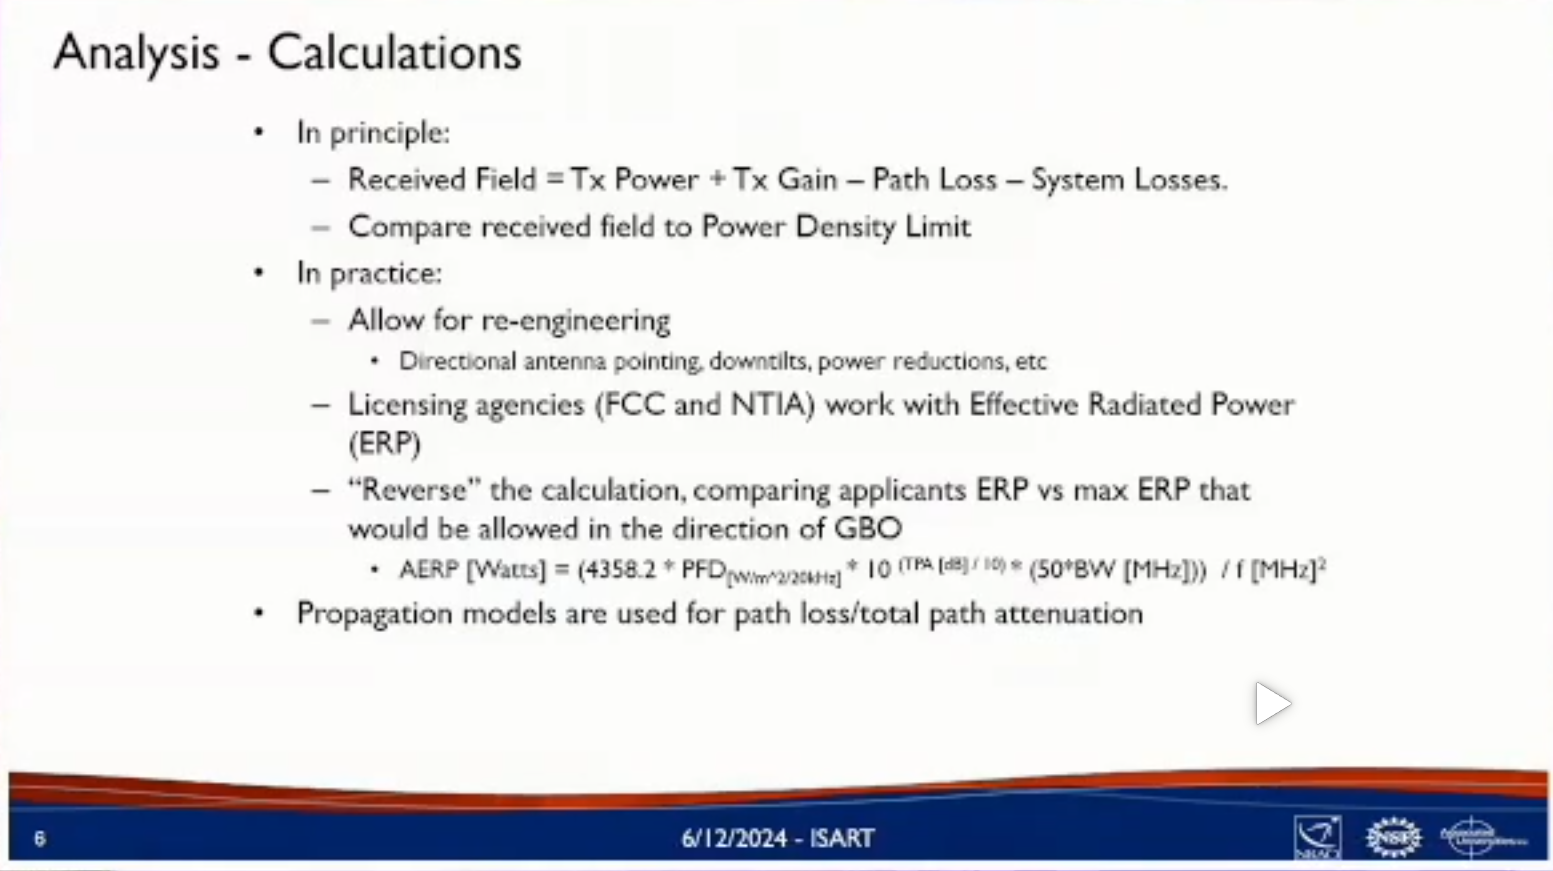 Analysis - Calculations
• In principle:
– Received Field = Tx Power + Tx Gain – Path Loss – System Losses.
– Compare received field to Power Density Limit
• In practice:
– Allow for re-engineering
• Directional antenna pointing, downtilts, power reductions, etc
– Licensing agencies (FCC and NTIA) work with Effective Radiated Power
(ERP)
– “Reverse” the calculation, comparing applicants ERP vs max ERP that
would be allowed in the direction of GBO
• AERP [Watts] = (4358.2 * PFD[W/m^2/20kHz] * 10 (TPA [dB] / 10) * (50*BW [MHz])) / f [MHz]²
• Propagation models are used for path loss/total path attenuation
6
6/12/2024 - ISART
NRAO
NSF
Associated
Universities